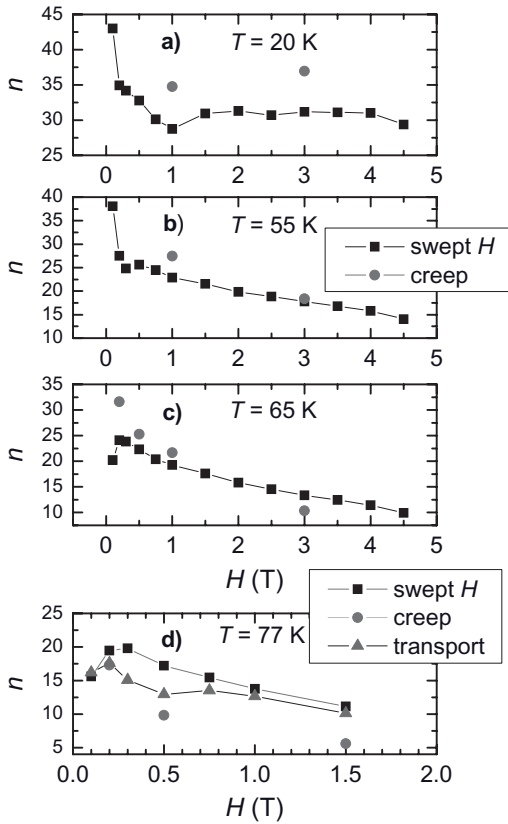 45
40
35
30
25
n
a)
T = 20 K
0 1 2 3 4 5
40
35
30
25
20
15
10
n
b)
T = 55 K
swept H
creep
0 1 2 3 4 5
35
30
25
20
15
10
n
c)
T = 65 K
0 1 2 3 4 5
H (T)
swept H
creep
transport
25
20
15
10
5
n
d)
T = 77 K
0.0 0.5 1.0 1.5 2.0
H (T)